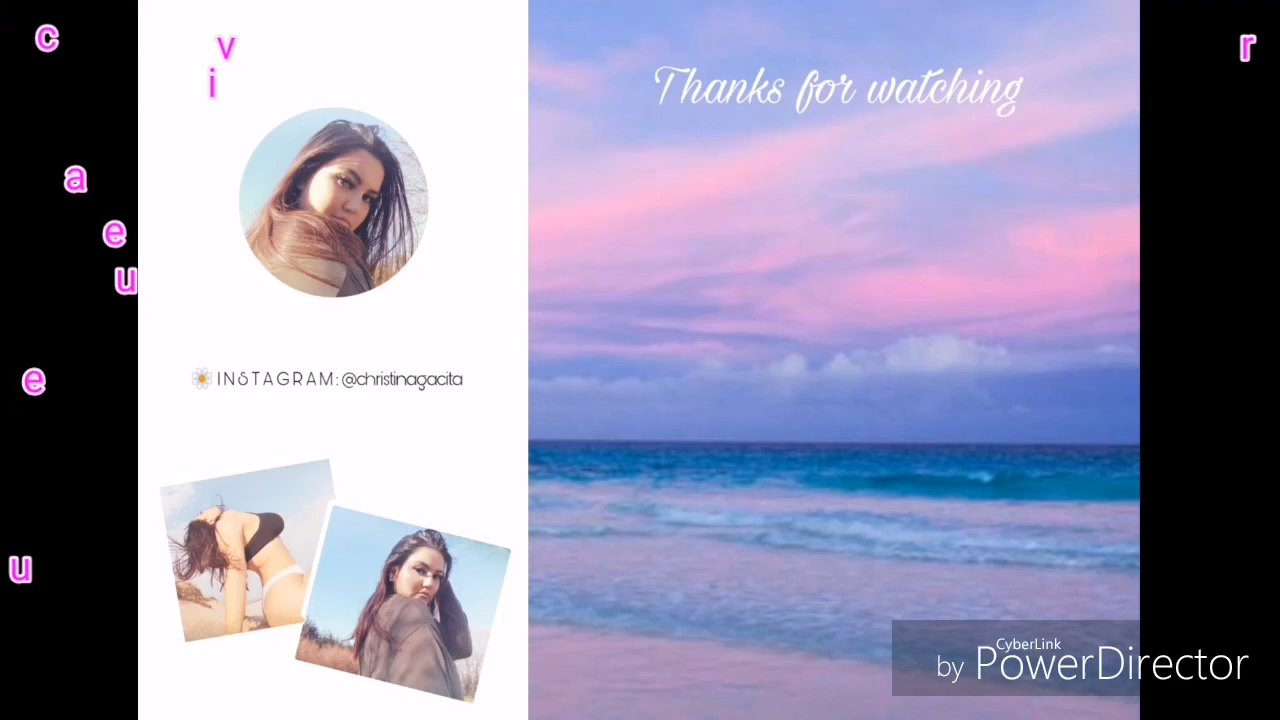 c
v
r
i
Thanks for watching
a
e
u
INSTAGRAM: @christinagacita
e
u
CyberLink
by PowerDirector